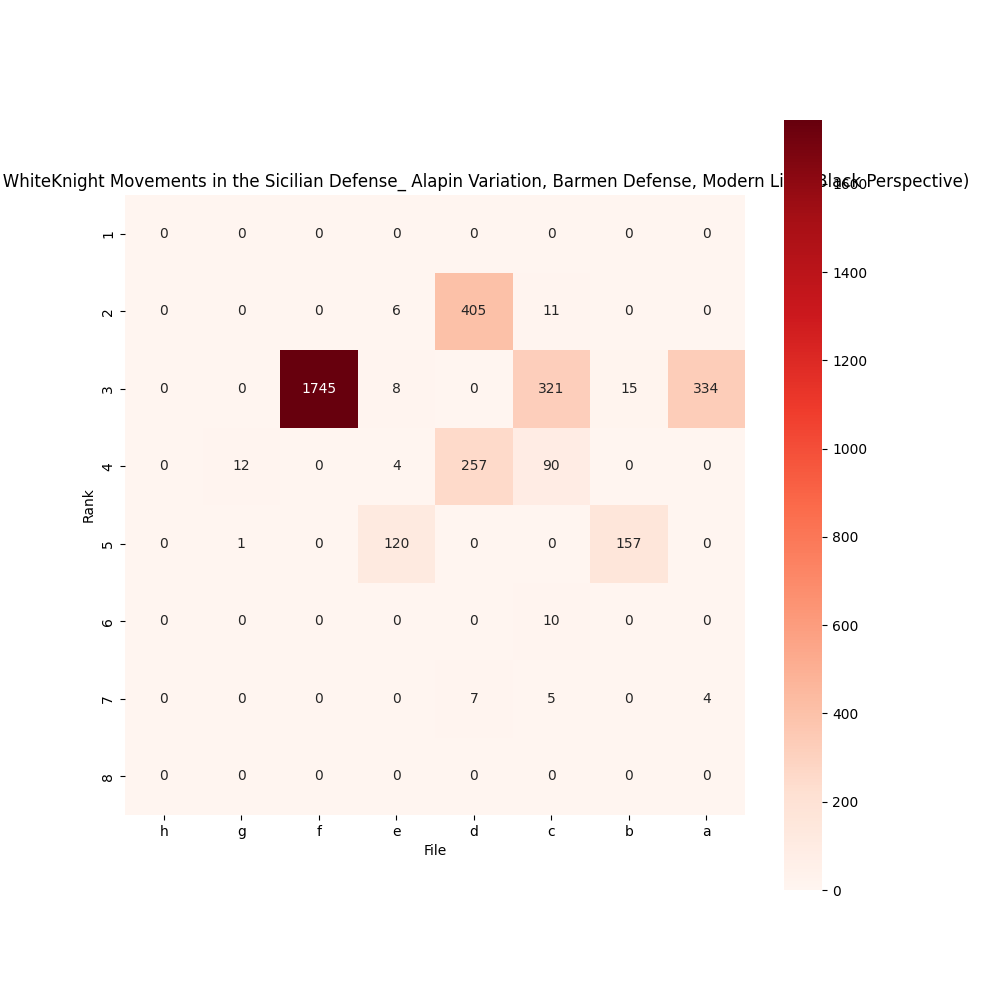 WhiteKnight Movements in the Sicilian Defense_ Alapin Variation, Barmen Defense, Modern Line (Black Perspective)
1 0 0 0 0 0 0 0 0
2 0 0 0 6 405 11 0 0
3 0 0 1745 8 0 321 15 334
4 0 12 0 4 257 90 0 0
5 0 1 0 120 0 0 157 0
6 0 0 0 0 0 10 0 0
7 0 0 0 0 7 5 0 4
8 0 0 0 0 0 0 0 0
h g f e d c b a
File
Rank
1600
1400
1200
1000
800
600
400
200
0